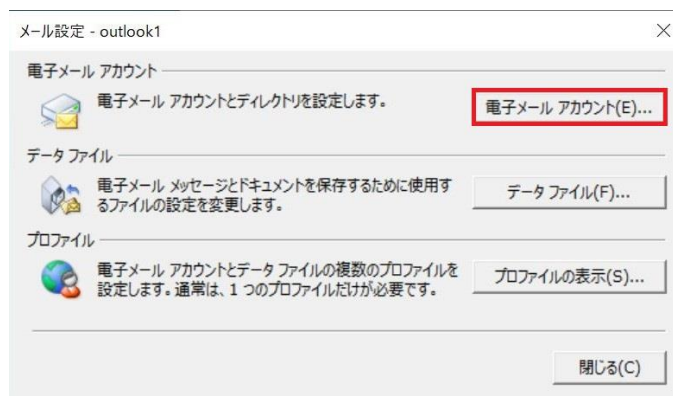 メール設定 - outlook1
電子メール アカウント
電子メール アカウントとディレクトリを設定します。
電子メール アカウント(E)...
データ ファイル
電子メール メッセージとドキュメントを保存するために使用す
るファイルの設定を変更します。
データ ファイル(F)...
プロファイル
電子メール アカウントとデータ ファイルの複数のプロファイルを
設定します。通常は、1 つのプロファイルだけが必要です。
プロファイルの表示(S)...
閉じる(C)